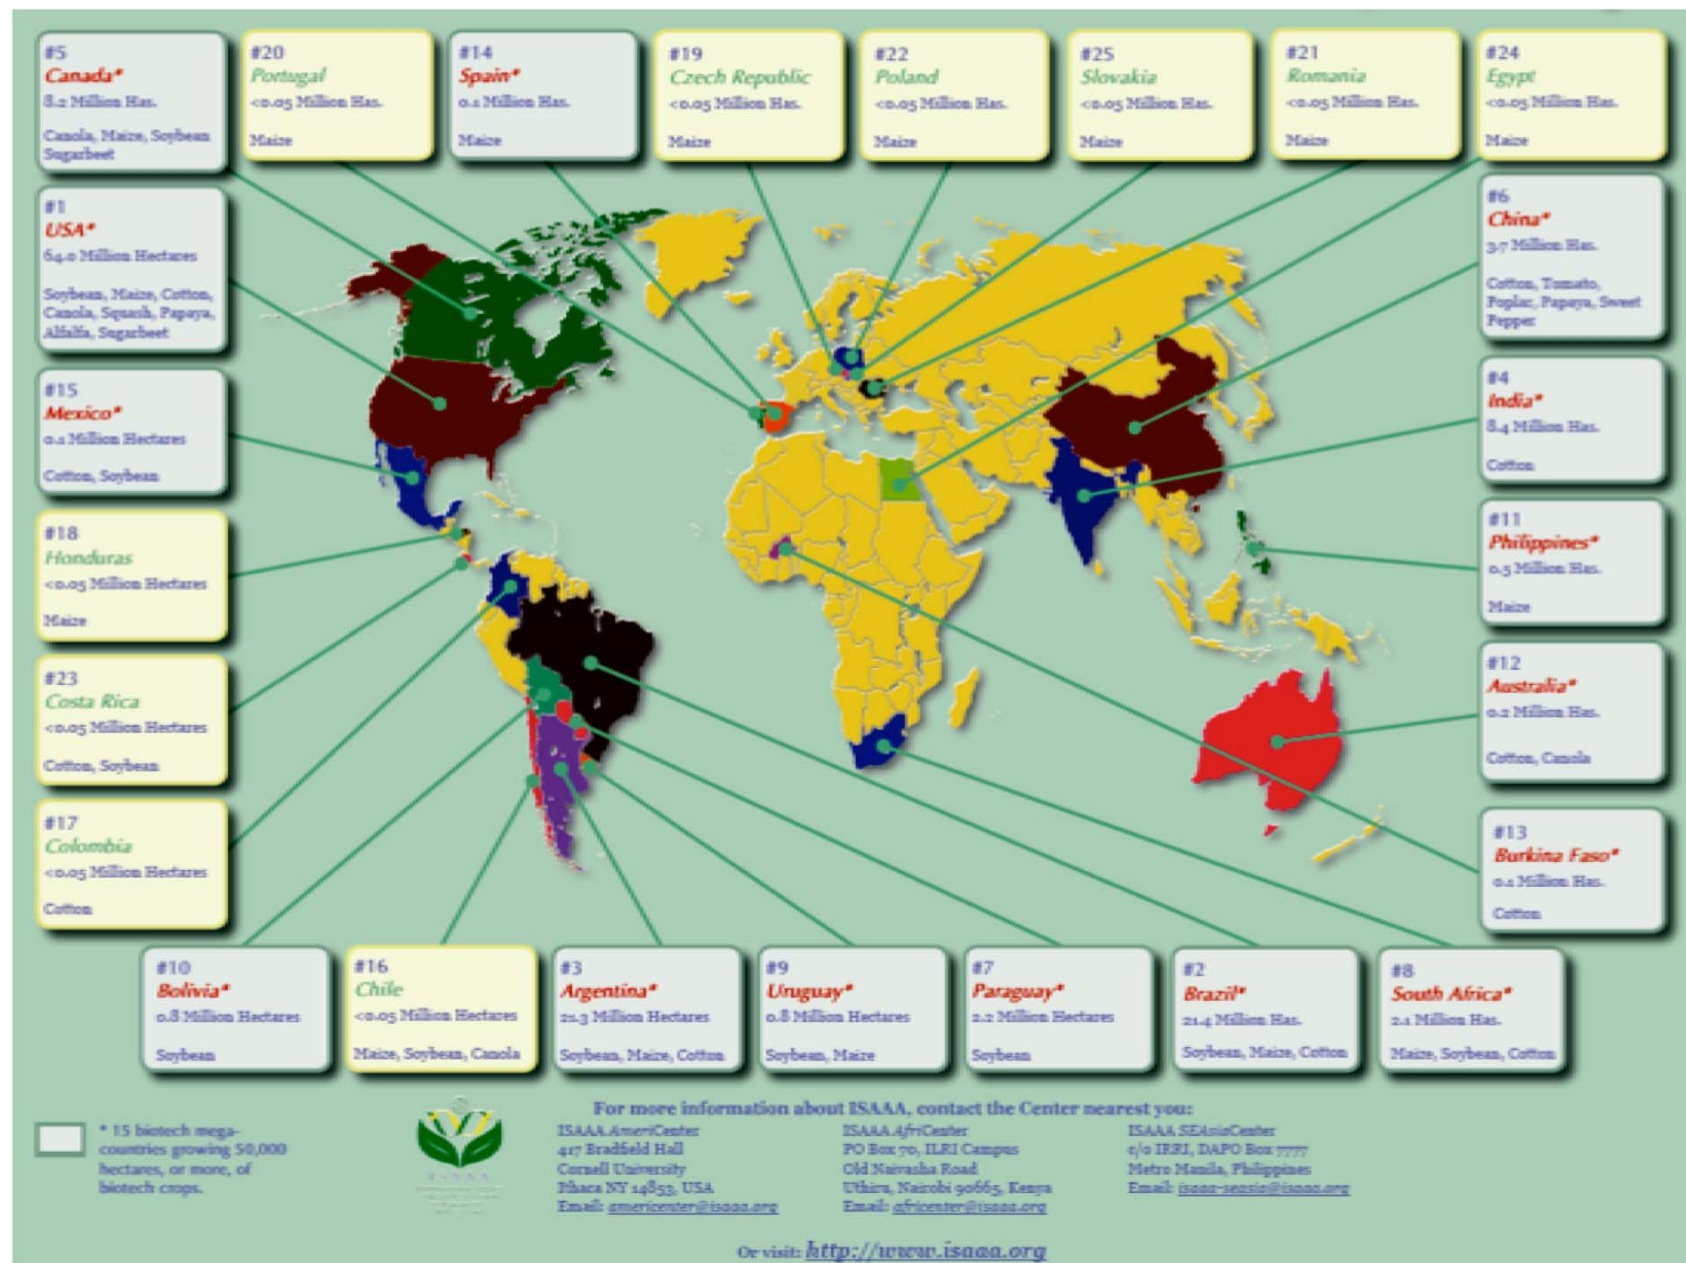 #5
Canada*
8.2 Million Has.
Canola, Maize, Soybean
Sugarbeet
#20
Portugal
<0.05 Million Has.
Maize
#14
Spain*
0.1 Million Has.
Maize
#19
Czech Republic
<0.05 Million Has.
Maize
#22
Poland
<0.05 Million Has.
Maize
#25
Slovakia
<0.05 Million Has.
Maize
#21
Romania
<0.05 Million Has.
Maize
#24
Egypt
<0.05 Million Has.
Maize
#1
USA*
64.0 Million Hectares
Soybean, Maize, Cotton,
Canola, Squash, Papaya,
Alfalfa, Sugarbeet
#6
China*
3.7 Million Has.
Cotton, Tomato,
Poplar, Papaya, Sweet
Pepper
#15
Mexico*
0.1 Million Hectares
Cotton, Soybean
#4
India*
8.4 Million Has.
Cotton
#18
Honduras
<0.05 Million Hectares
Maize
#11
Philippines*
0.5 Million Has.
Maize
#23
Costa Rica
<0.05 Million Hectares
Cotton, Soybean
#12
Australia*
0.2 Million Has.
Cotton, Canola
#17
Colombia
<0.05 Million Hectares
Cotton
#13
Burkina Faso*
0.1 Million Has.
Cotton
#10
Bolivia*
0.8 Million Hectares
Soybean
#16
Chile
<0.05 Million Hectares
Maize, Soybean, Canola
#3
Argentina*
21.3 Million Hectares
Soybean, Maize, Cotton
#9
Uruguay*
0.8 Million Hectares
Soybean, Maize
#7
Paraguay*
2.2 Million Hectares
Soybean
#2
Brazil*
21.4 Million Has.
Soybean, Maize, Cotton
#8
South Africa*
2.1 Million Has.
Maize, Soybean, Cotton
* 15 biotech mega-
countries growing 50,000
hectares, or more, of
biotech crops.
ISAAA
For more information about ISAAA, contact the Center nearest you:
ISAAA AmeriCenter
417 Bradfield Hall
Cornell University
Ithaca NY 14853, USA
Email: americenter@isaaa.org
ISAAA AfriCenter
PO Box 70, ILRI Campus
Old Naivasha Road
Uthiru, Nairobi 90665, Kenya
Email: africenter@isaaa.org
ISAAA SEAsiaCenter
c/o IRRI, DAPO Box 7777
Metro Manila, Philippines
Email: isaaa-seasia@isaaa.org
Or visit: http://www.isaaa.org